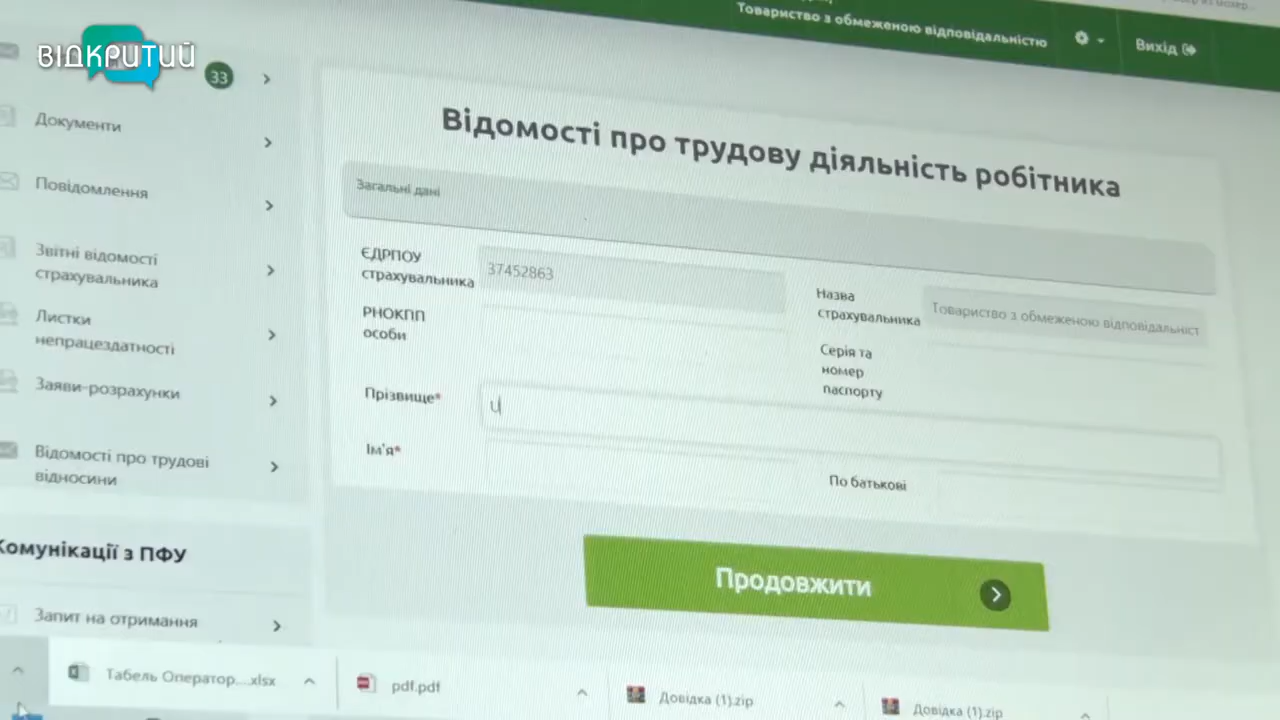 Товариство з обмеженою відповідальністю
Вихід
ВІДКРИТИЙ
33
Документи
Повідомлення
Звітні відомості
страхувальника
Листки
непрацездатності
Заяви-розрахунки
Відомості про трудові
відносини
Комунікації з ПФУ
Запит на отримання
Відомості про трудову діяльність робітника
Загальні дані
ЄДРПОУ
страхувальника
37452863
Назва
страхувальника
Товариство з обмеженою відповідальніст
РНОКПП
особи
Серія та
номер
паспорту
Прізвище*
Ц
Ім'я*
По батькові
Продовжити
Табель Оператор....xlsx
pdf.pdf
Довідка (1).zip
Довідка (1).zip